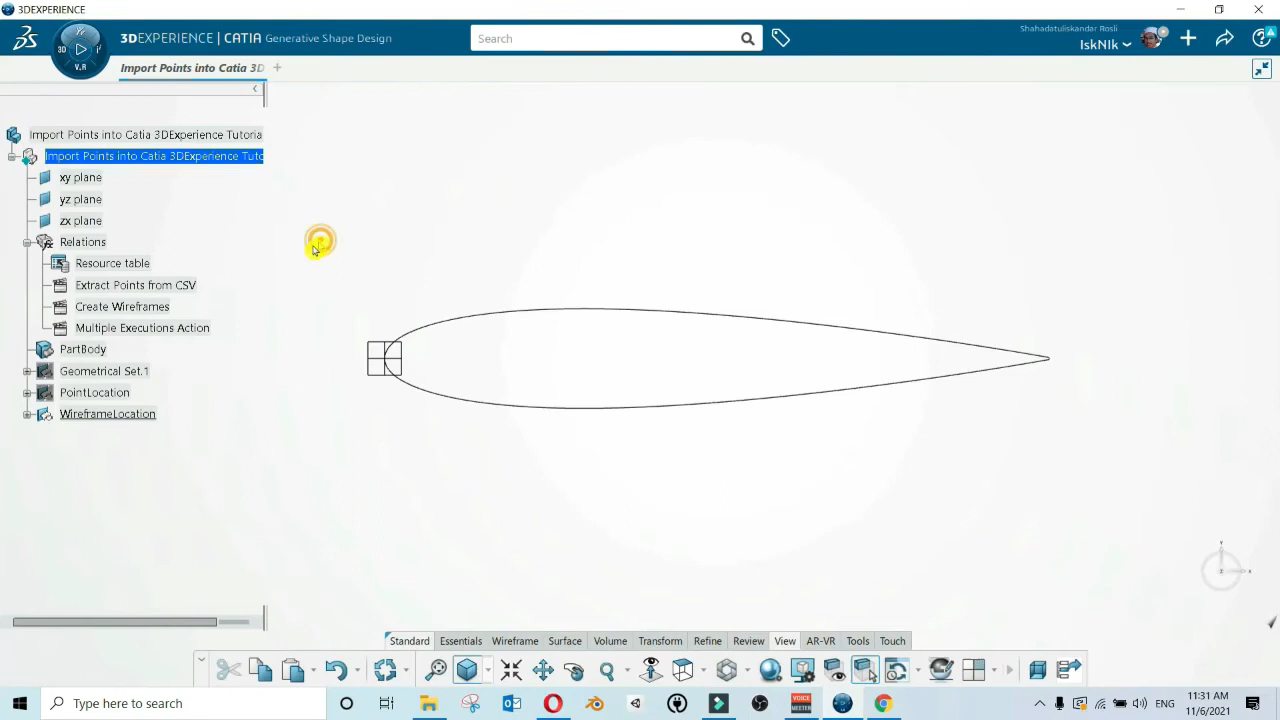 3DEXPERIENCE
3DEXPERIENCE | CATIA Generative Shape Design
Search
Shahadatuliskandar Rosli
IskNIk
3D
V.R
Import Points into Catia 3D
Import Points into Catia 3DExperience Tutoria
Import Points into Catia 3DExperience Tuto
xy plane
yz plane
zx plane
Relations
Resource table
Extract Points from CSV
Create Wireframes
Multiple Executions Action
PartBody
Geometrical Set.1
PointLocation
WireframeLocation
Y
X
Z
Standard
Essentials
Wireframe
Surface
Volume
Transform
Refine
Review
View
AR-VR
Tools
Touch
Type here to search
VOICE MEETER
ENG
11:31 AM
11/6/2021